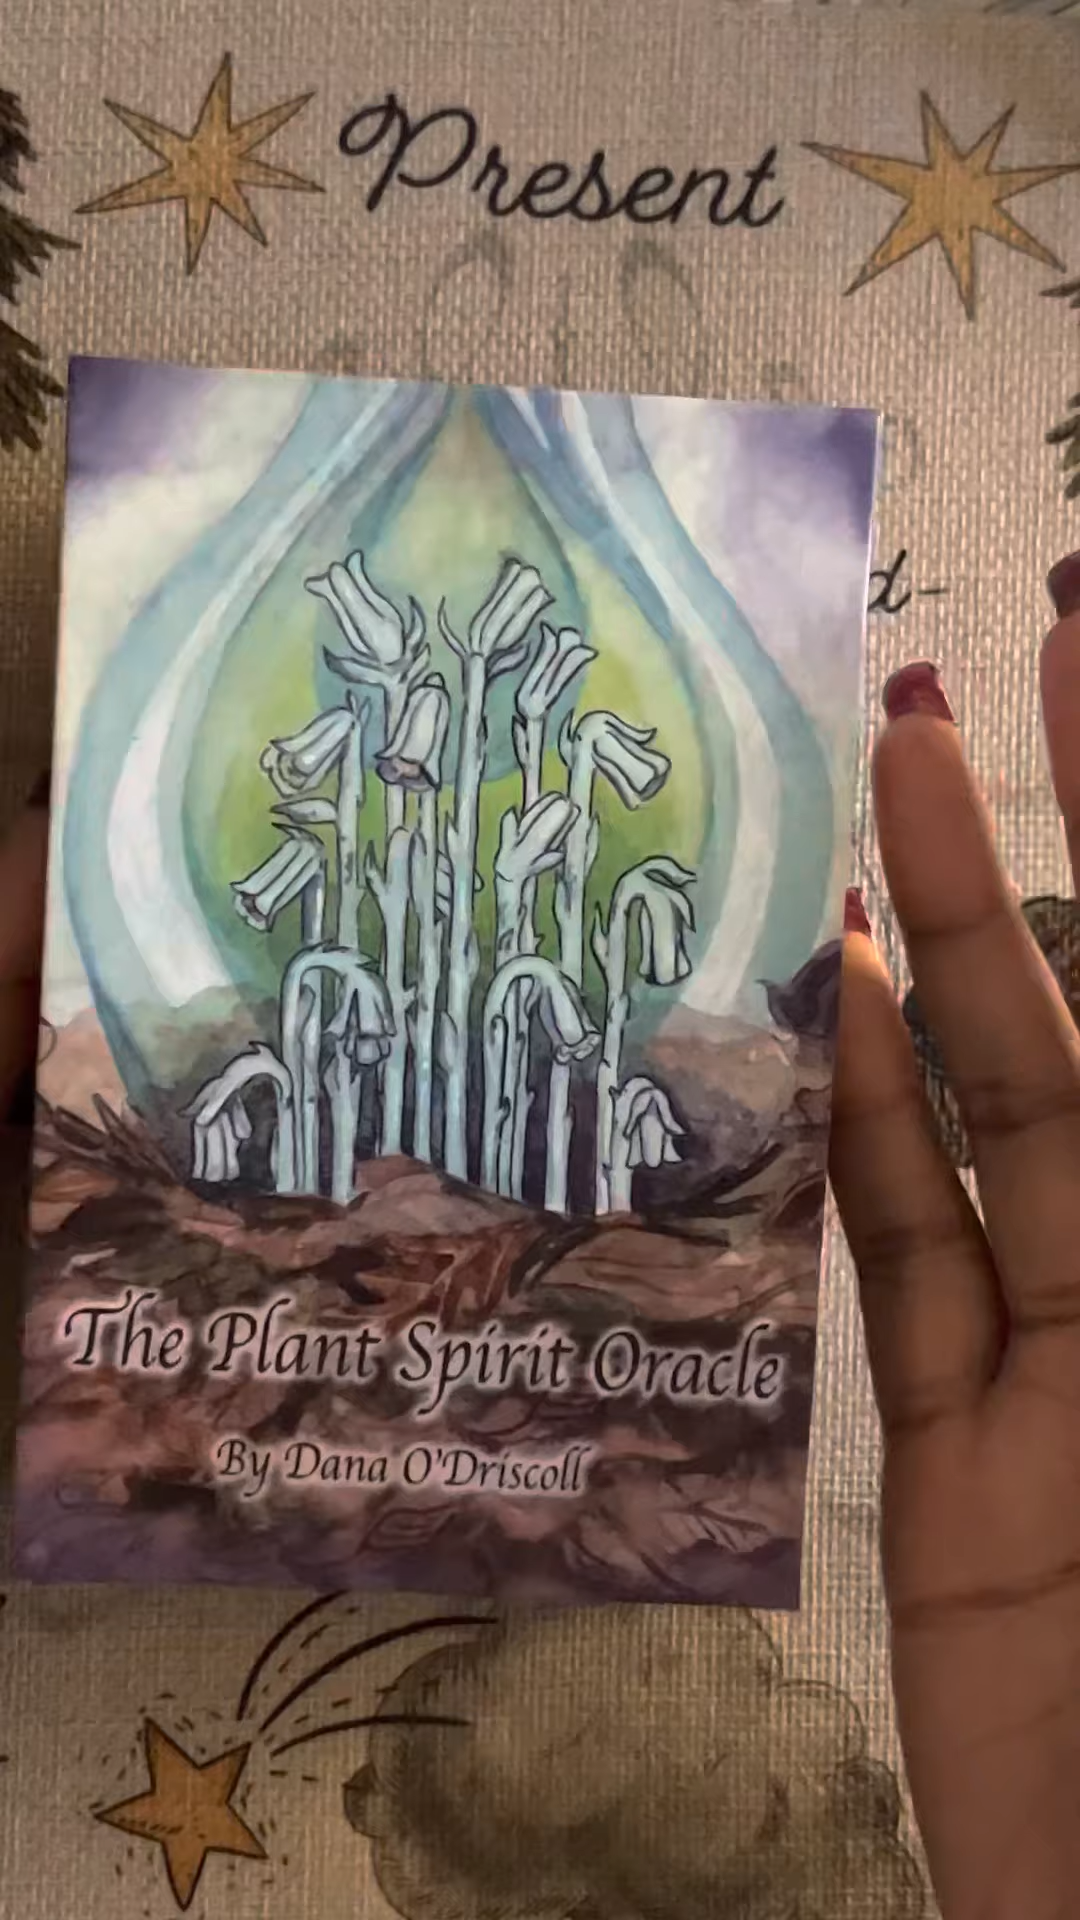 Present
d-
The Plant Spirit Oracle
By Dana O'Driscoll